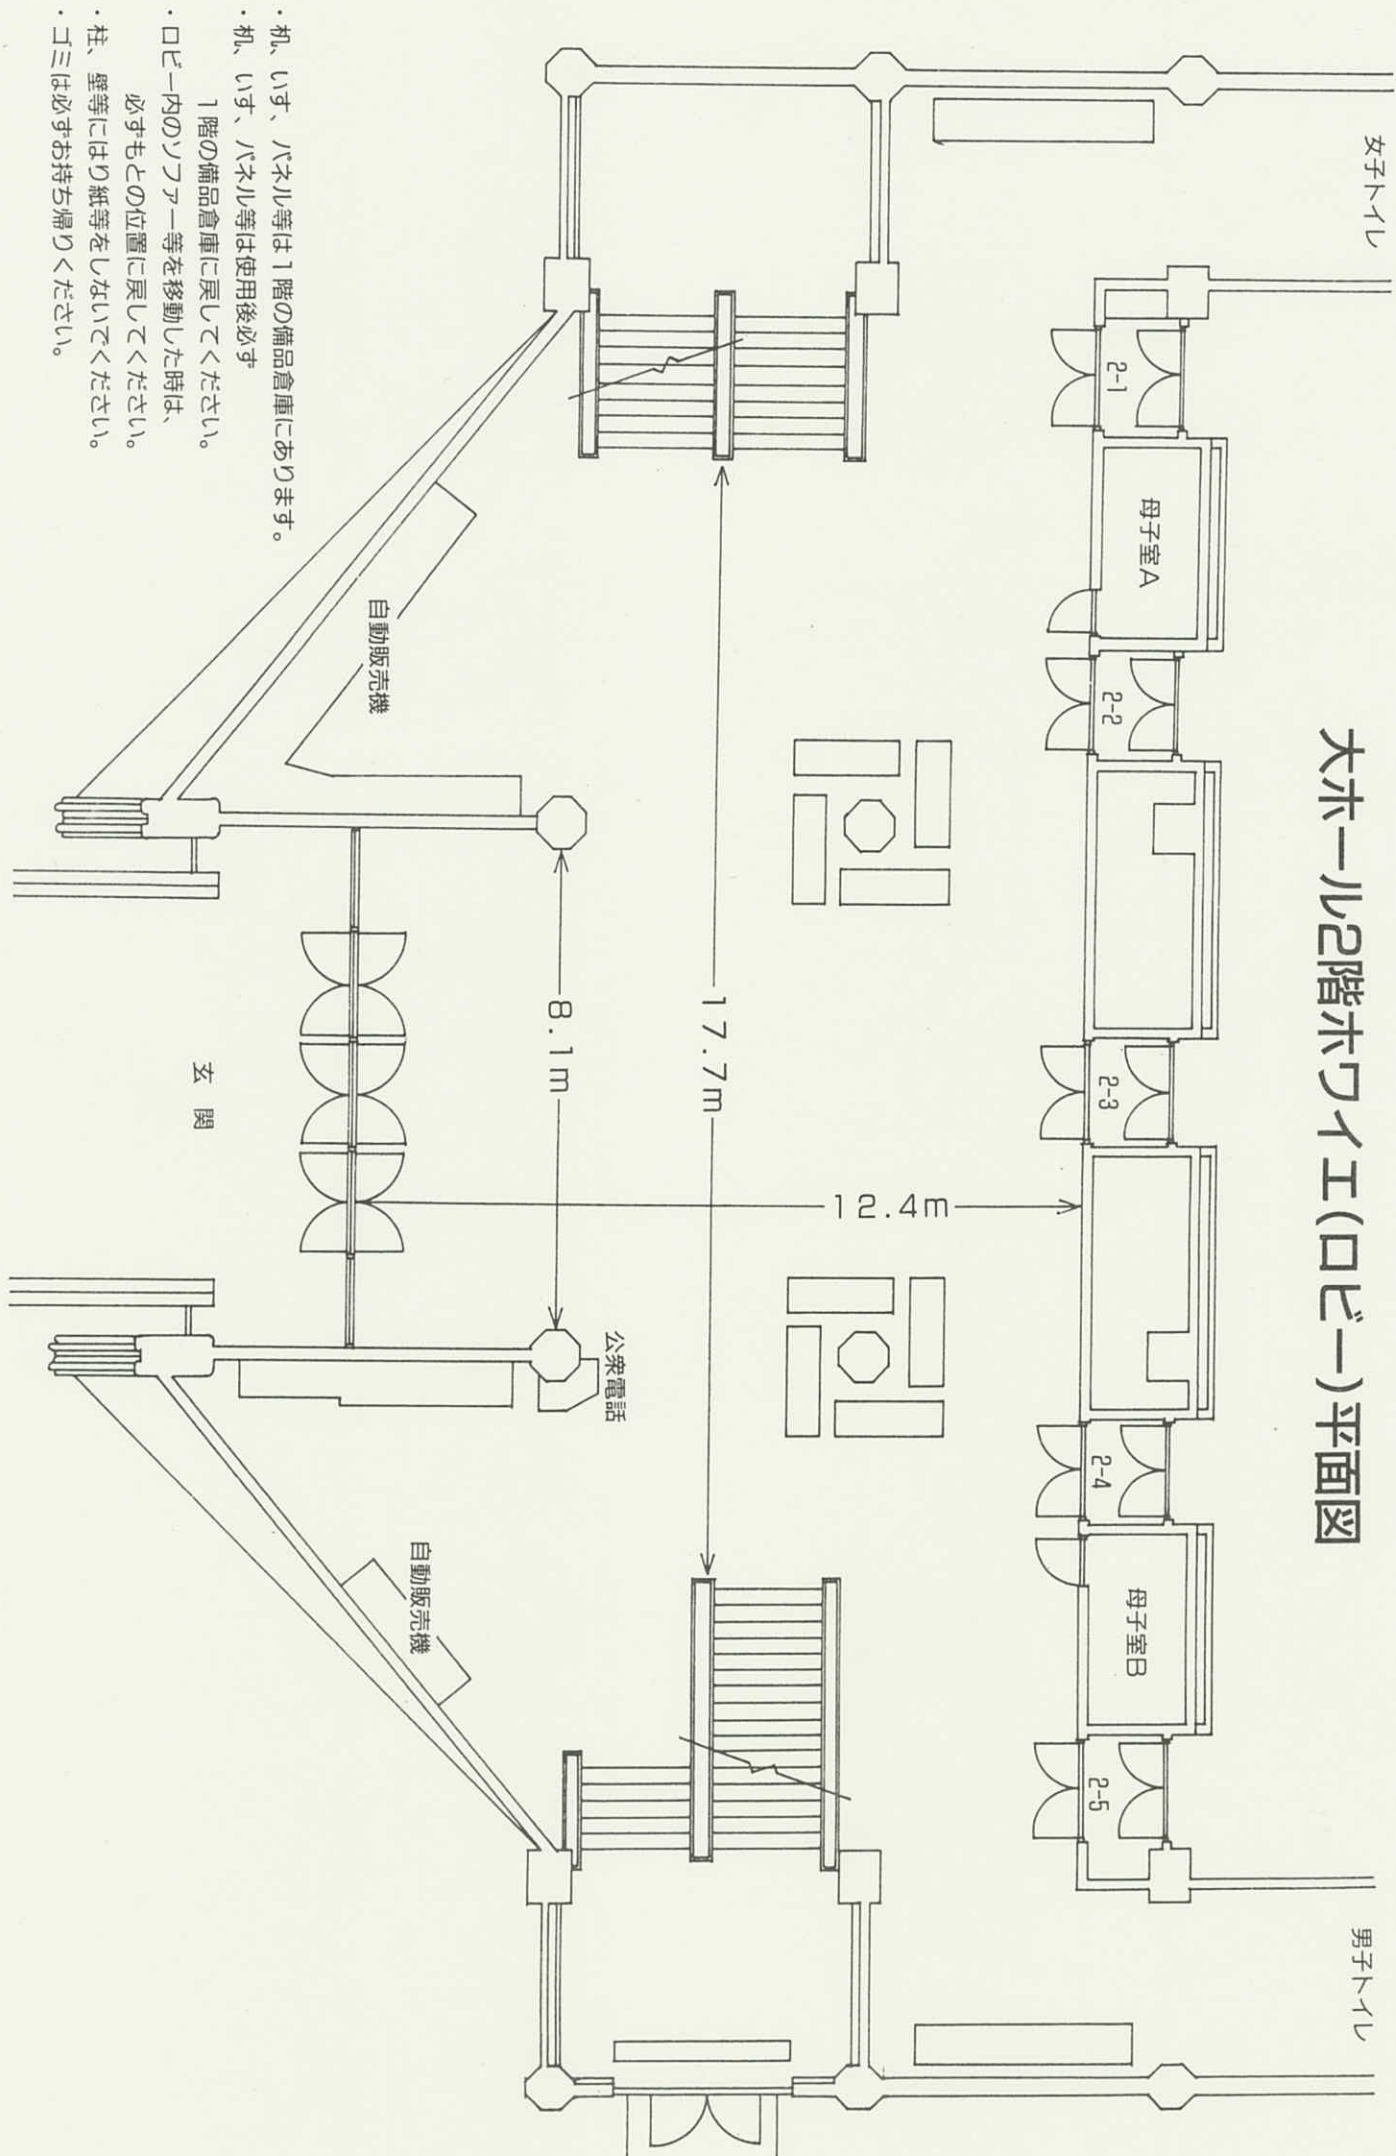 大ホール2階ホワイエ(ロビー)平面図
女子トイレ
男子トイレ
2-1
母子室A
2-2
2-3
2-4
母子室B
2-5
12.4m
17.7m
8.1m
公衆電話
自動販売機
自動販売機
玄関
・机、いす、パネル等は1階の備品倉庫にあります。
・机、いす、パネル等は使用後必ず
1階の備品倉庫に戻してください。
・ロビー内のソファー等を移動した時は、
必ずもとの位置に戻してください。
・柱、壁等にはり紙等をしないでください。
・ゴミは必ずお持ち帰りください。